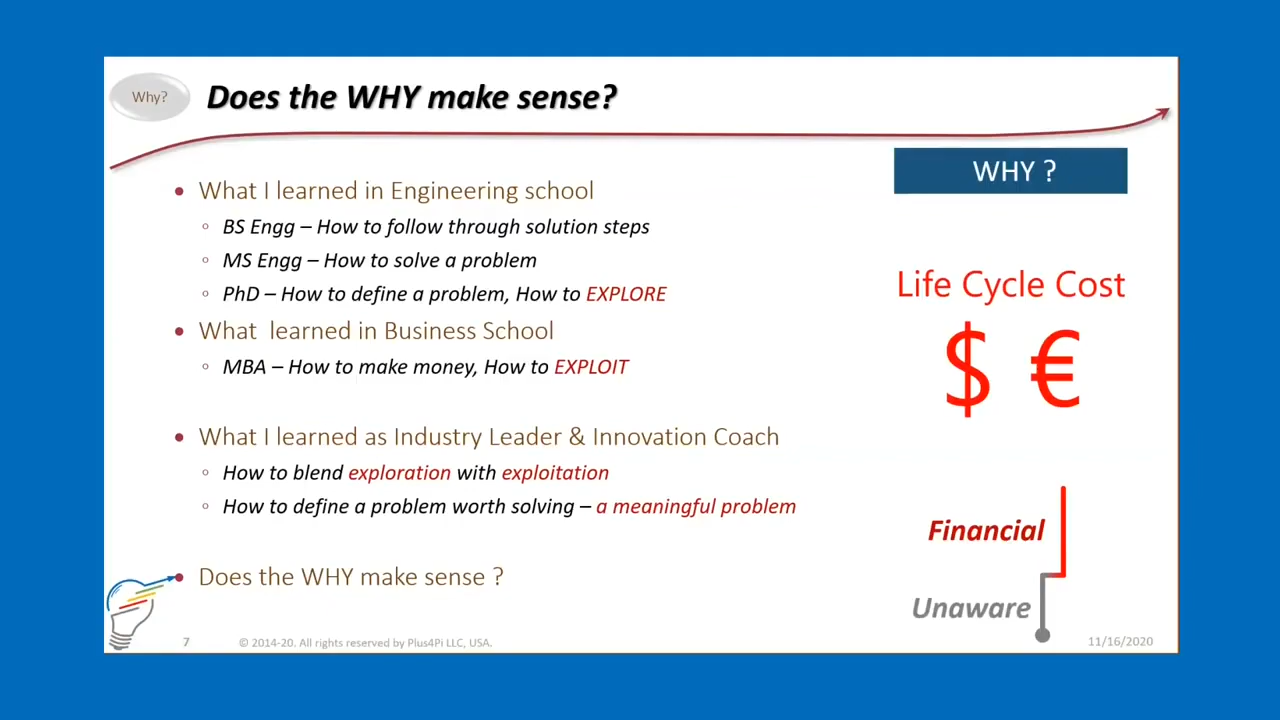 Why?
Does the WHY make sense?
What I learned in Engineering school
BS Engg – How to follow through solution steps
MS Engg – How to solve a problem
PhD – How to define a problem, How to EXPLORE
What  learned in Business School
MBA – How to make money, How to EXPLOIT
What I learned as Industry Leader & Innovation Coach
How to blend exploration with exploitation
How to define a problem worth solving – a meaningful problem
Does the WHY make sense ?
WHY ?
Life Cycle Cost
$ €
Financial
Unaware
7
© 2014-20. All rights reserved by Plus4Pi LLC, USA.
11/16/2020